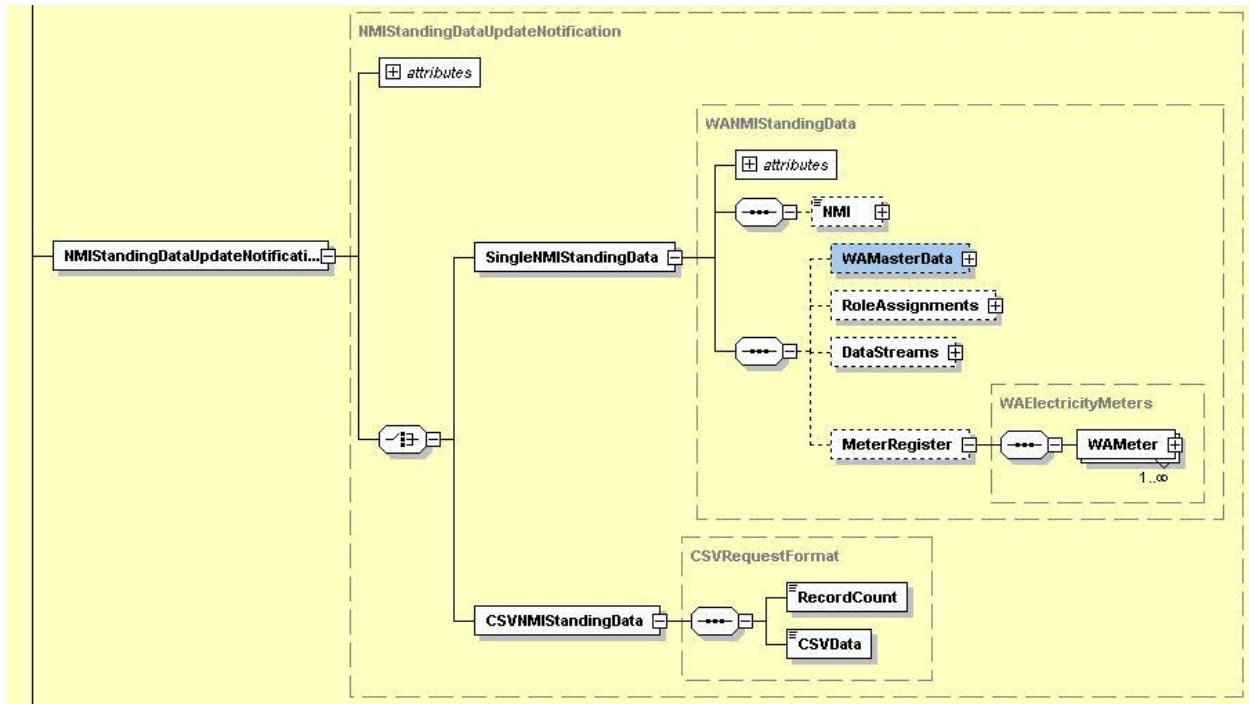 NMIStandingDataUpdateNotification
attributes
WANMIStandingData
attributes
NMI
NMIStandingDataUpdateNotificati...
SingleNMIStandingData
WAMasterData
RoleAssignments
DataStreams
WAElectricityMeters
MeterRegister
WAMeter
1..∞
CSVRequestFormat
RecordCount
CSVNMIStandingData
CSVData